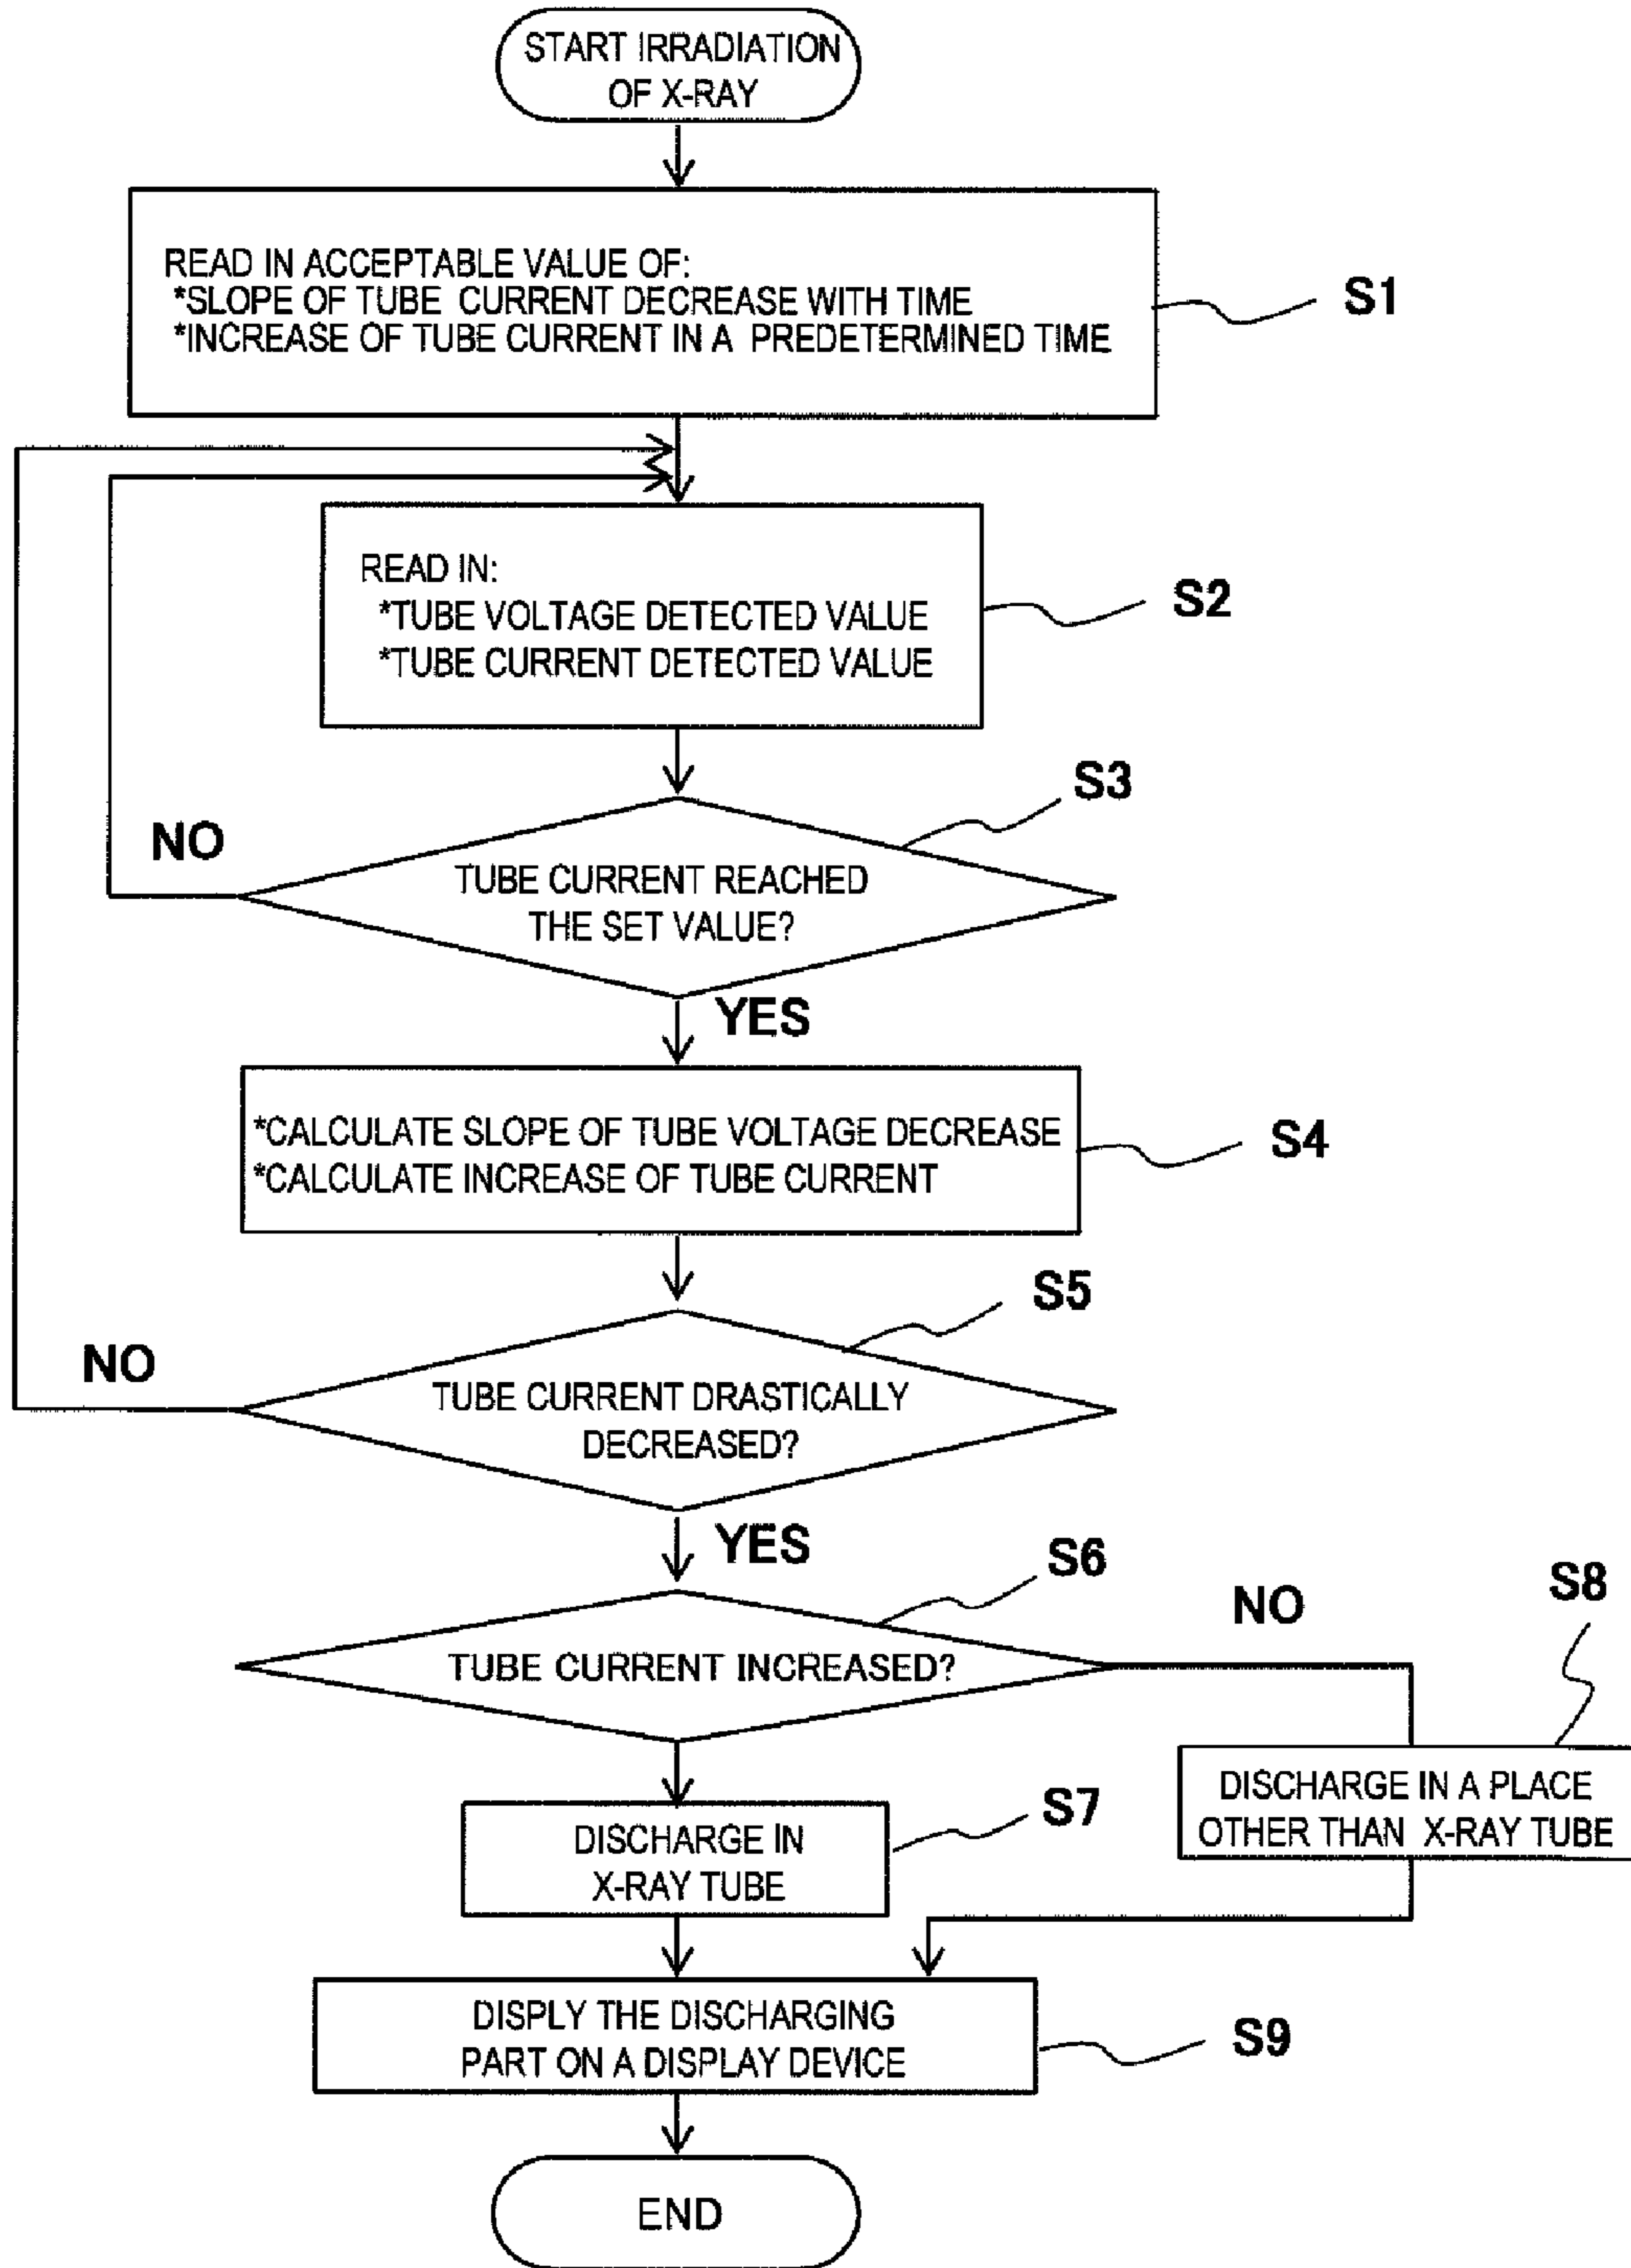 START IRRADIATION
OF X-RAY
READ IN ACCEPTABLE VALUE OF:
*SLOPE OF TUBE CURRENT DECREASE WITH TIME
*INCREASE OF TUBE CURRENT IN A PREDETERMINED TIME
S1
READ IN:
*TUBE VOLTAGE DETECTED VALUE
*TUBE CURRENT DETECTED VALUE
S2
S3
NO
TUBE CURRENT REACHED
THE SET VALUE?
YES
*CALCULATE SLOPE OF TUBE VOLTAGE DECREASE
*CALCULATE INCREASE OF TUBE CURRENT
S4
S5
NO
TUBE CURRENT DRASTICALLY
DECREASED?
YES
S6
NO
S8
TUBE CURRENT INCREASED?
DISCHARGE IN A PLACE
OTHER THAN X-RAY TUBE
S7
DISCHARGE IN
X-RAY TUBE
DISPLY THE DISCHARGING
PART ON A DISPLAY DEVICE
S9
END